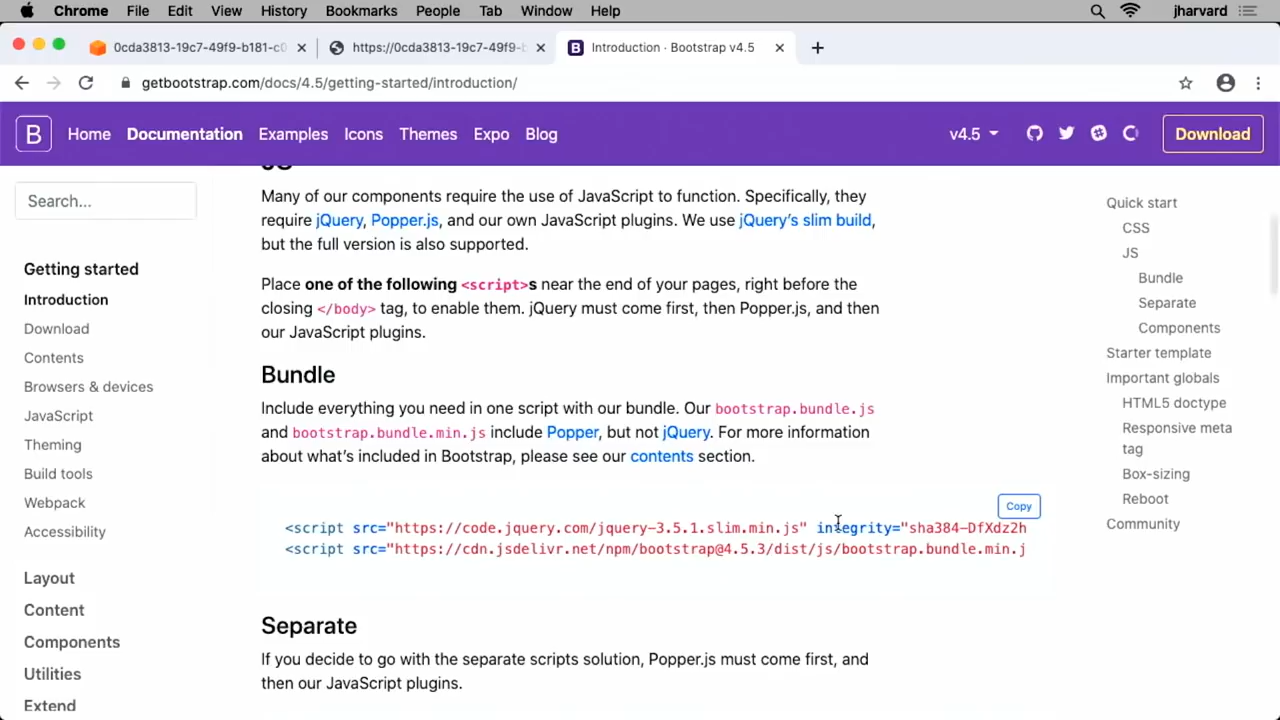 Chrome File Edit View History Bookmarks People Tab Window Help jharvard
0cda3813-19c7-49f9-b181-c0 https://0cda3813-19c7-49f9-b Introduction · Bootstrap v4.5
getbootstrap.com/docs/4.5/getting-started/introduction/
B Home Documentation Examples Icons Themes Expo Blog v4.5 Download
Search...
Getting started
Introduction
Download
Contents
Browsers & devices
JavaScript
Theming
Build tools
Webpack
Accessibility
Layout
Content
Components
Utilities
Extend
JS
Many of our components require the use of JavaScript to function. Specifically, they
require jQuery, Popper.js, and our own JavaScript plugins. We use jQuery's slim build,
but the full version is also supported.
Place one of the following <script>s near the end of your pages, right before the
closing </body> tag, to enable them. jQuery must come first, then Popper.js, and then
our JavaScript plugins.
Bundle
Include everything you need in one script with our bundle. Our bootstrap.bundle.js
and bootstrap.bundle.min.js include Popper, but not jQuery. For more information
about what's included in Bootstrap, please see our contents section.
Copy
<script src="https://code.jquery.com/jquery-3.5.1.slim.min.js" integrity="sha384-DfXdz2h
<script src="https://cdn.jsdelivr.net/npm/bootstrap@4.5.3/dist/js/bootstrap.bundle.min.j
Separate
If you decide to go with the separate scripts solution, Popper.js must come first, and
then our JavaScript plugins.
Quick start
CSS
JS
Bundle
Separate
Components
Starter template
Important globals
HTML5 doctype
Responsive meta
tag
Box-sizing
Reboot
Community